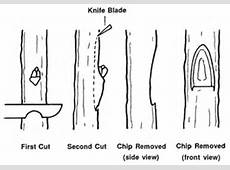 Knife Blade
First Cut
Second Cut
Chip Removed
(side view)
Chip Removed
(front view)